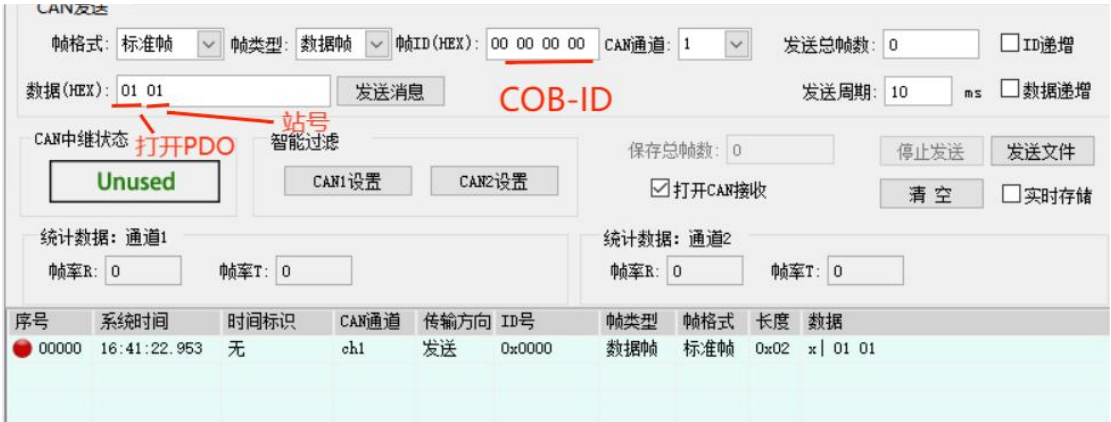 CAN发送
帧格式: 标准帧 帧类型: 数据帧 帧ID(HEX): 00 00 00 00 CAN通道: 1 发送总帧数: 0 ID递增
数据(HEX): 01 01 发送消息 COB-ID 发送周期: 10 ms 数据递增
站号
打开PDO
CAN中继状态 智能过滤 保存总帧数: 0 停止发送 发送文件
Unused CAN1设置 CAN2设置 打开CAN接收 清 空 实时存储
统计数据: 通道1 统计数据: 通道2
帧率R: 0 帧率T: 0 帧率R: 0 帧率T: 0
序号 系统时间 时间标识 CAN通道 传输方向 ID号 帧类型 帧格式 长度 数据
00000 16:41:22.953 无 ch1 发送 0x0000 数据帧 标准帧 0x02 x| 01 01